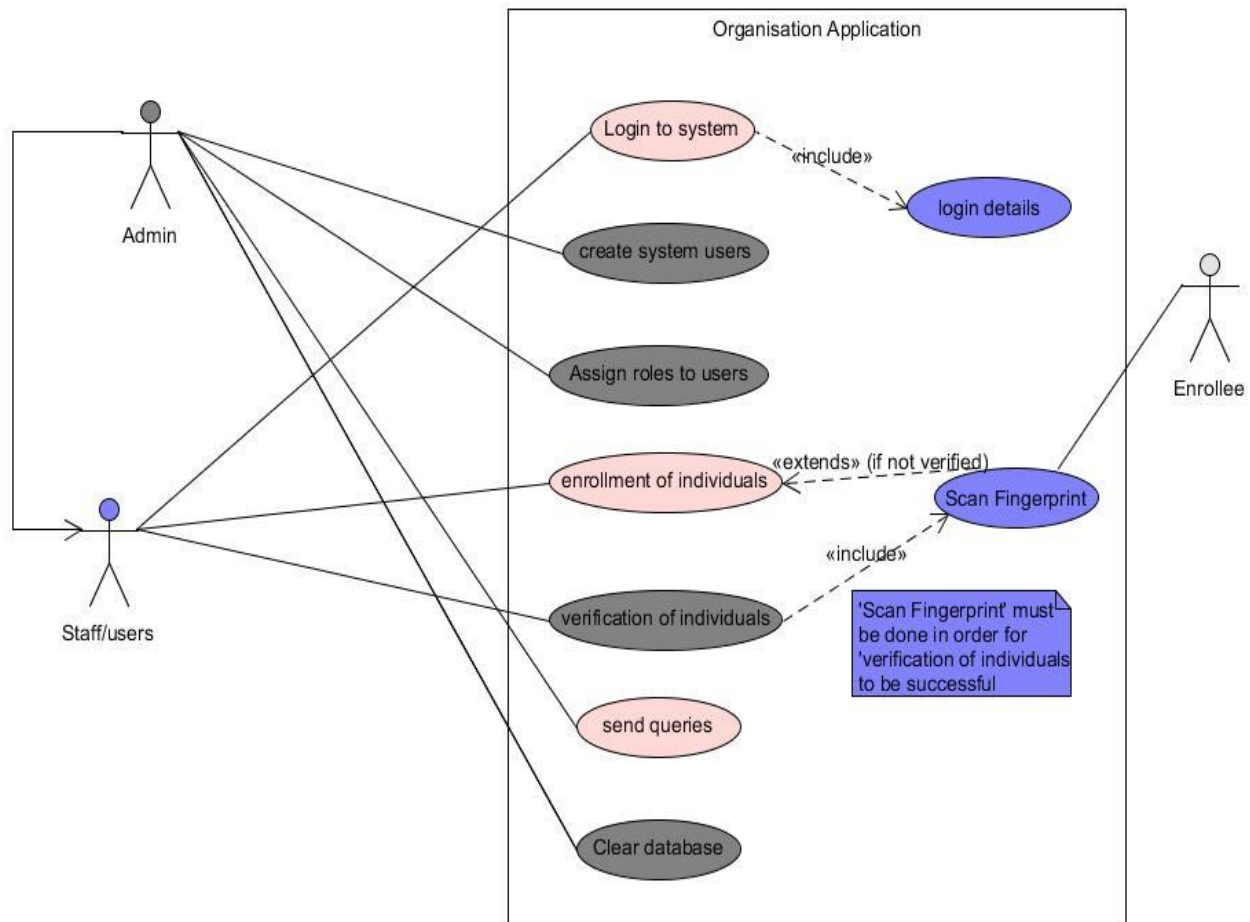 Organisation Application
Login to system
«include»
login details
Admin
create system users
Assign roles to users
Enrollee
«extends» (if not verified)
enrollment of individuals
Scan Fingerprint
«include»
Staff/users
verification of individuals
'Scan Fingerprint' must
be done in order for
'verification of individuals
to be successful
send queries
Clear database